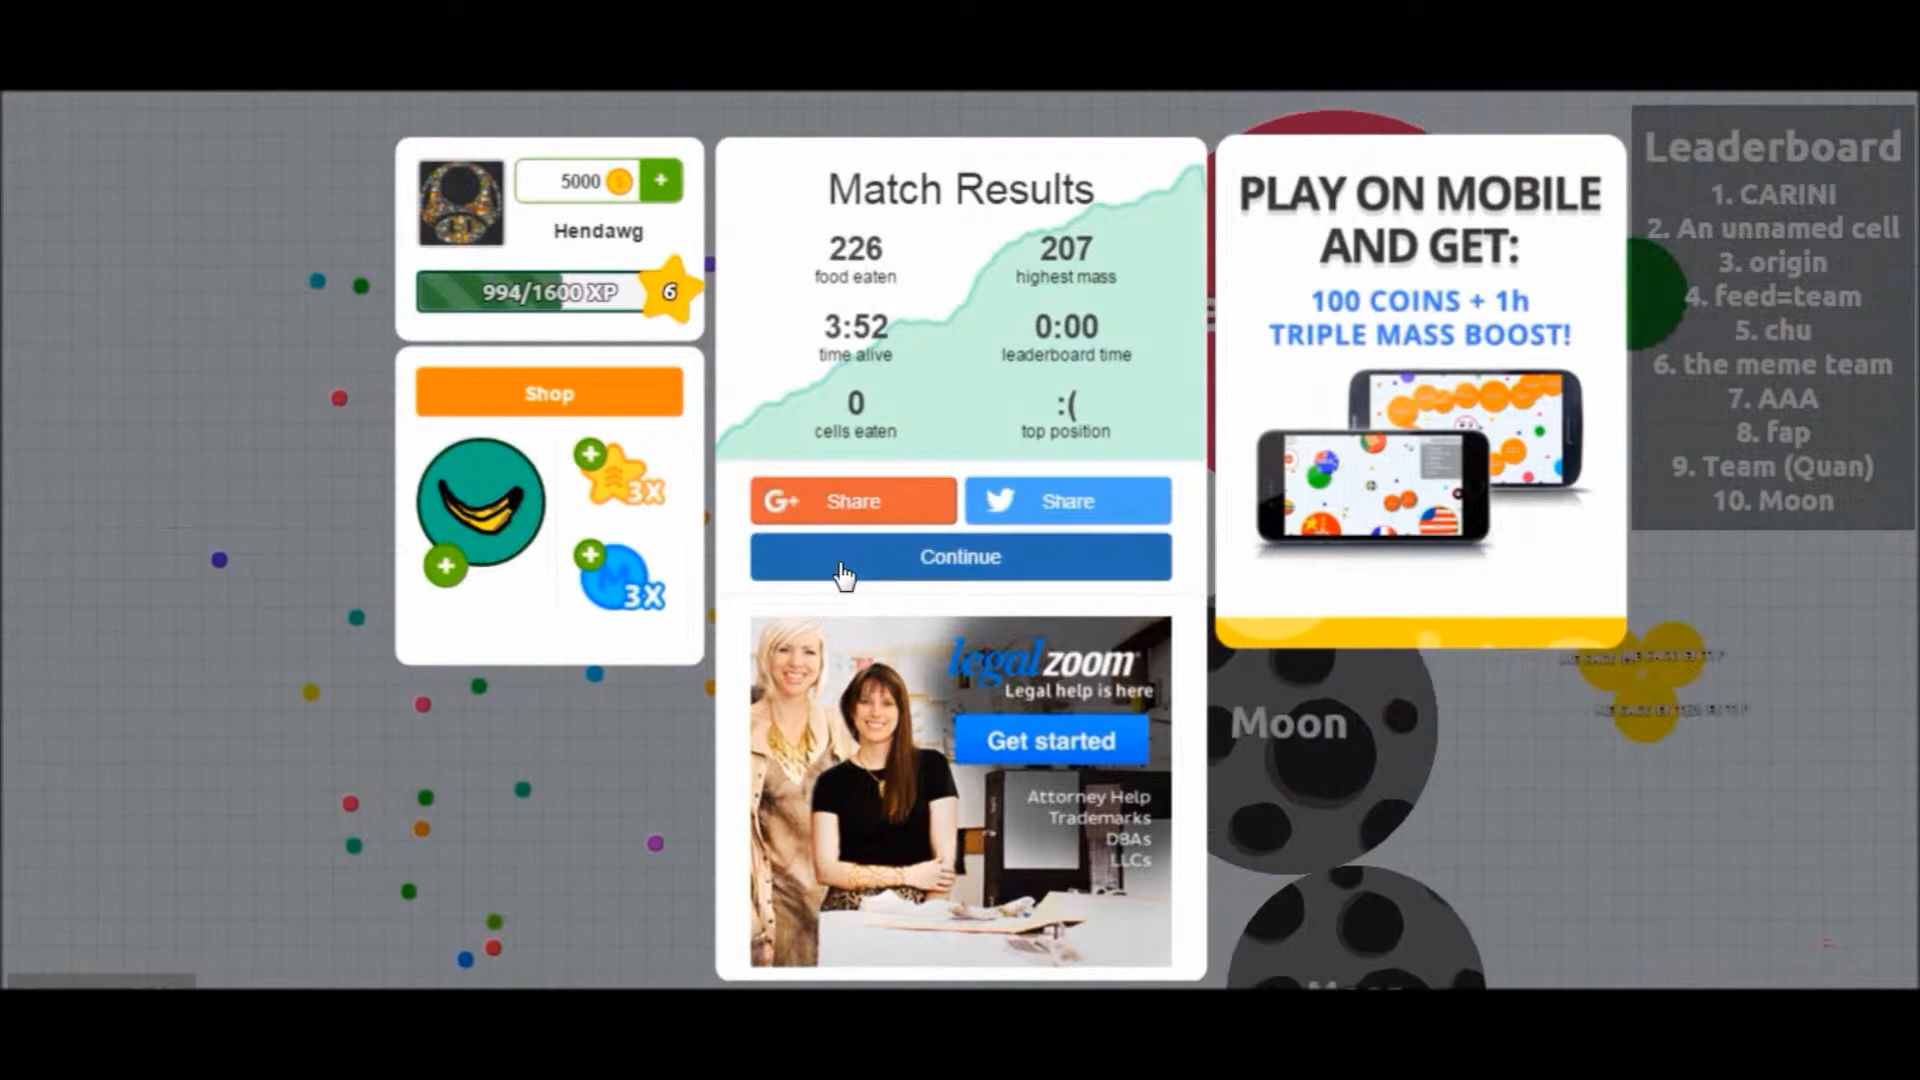 5000
Hendawg
994/1600 XP
6
Shop
3X
3X
Match Results
226
food eaten
207
highest mass
3:52
time alive
0:00
leaderboard time
0
cells eaten
:(
top position
G+ Share
Share
Continue
legalzoom
Legal help is here
Get started
Attorney Help
Trademarks
DBAs
LLCs
PLAY ON MOBILE
AND GET:
100 COINS + 1h
TRIPLE MASS BOOST!
Leaderboard
1. CARINI
2. An unnamed cell
3. origin
4. feed=team
5. chu
6. the meme team
7. AAA
8. fap
9. Team (Quan)
10. Moon
Moon